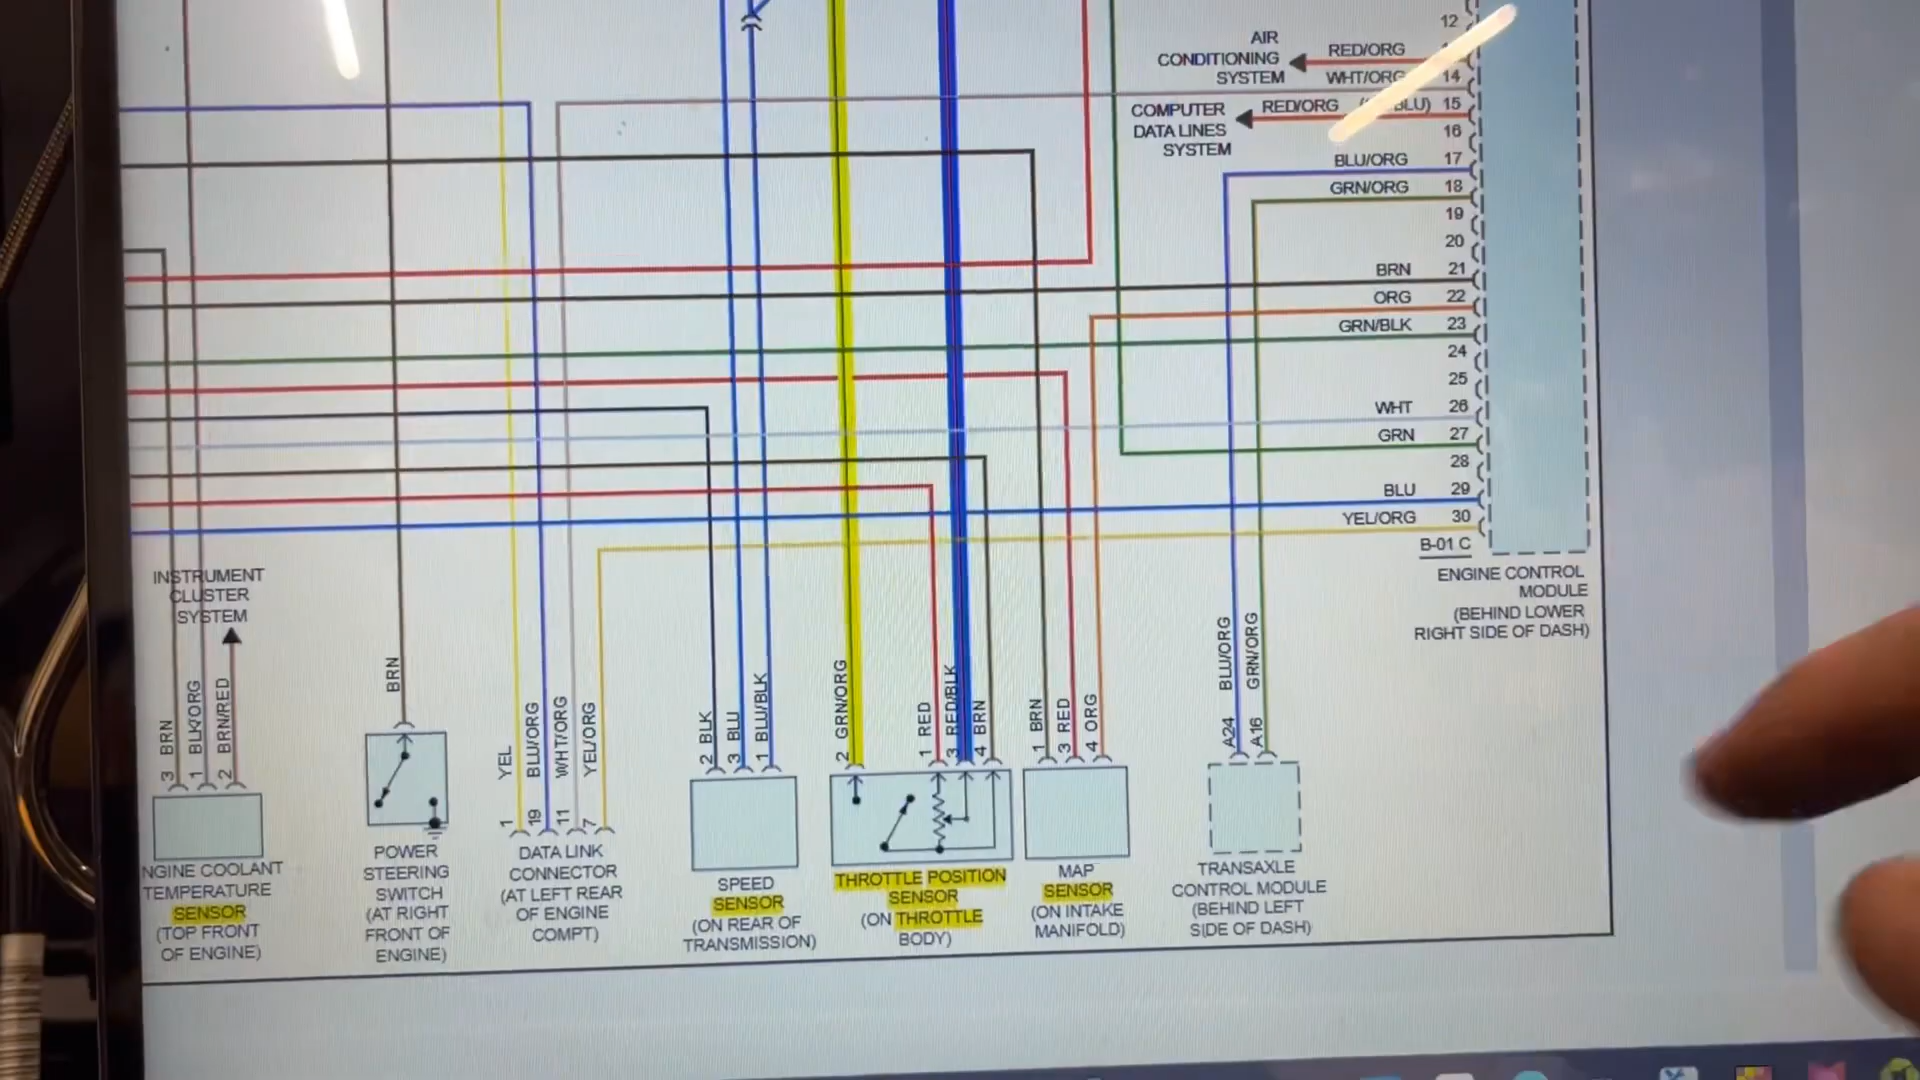 12
AIR
CONDITIONING
SYSTEM
RED/ORG
WHT/ORG 14
COMPUTER
DATA LINES
SYSTEM
RED/ORG BLU) 15
16
BLU/ORG 17
GRN/ORG 18
19
20
BRN 21
ORG 22
GRN/BLK 23
24
25
WHT 26
GRN 27
28
BLU 29
YEL/ORG 30
B-01 C
ENGINE CONTROL
MODULE
(BEHIND LOWER
RIGHT SIDE OF DASH)
INSTRUMENT
CLUSTER
SYSTEM
3 BRN
1 BLK/ORG
2 BRN/RED
BRN
1 YEL
19 BLU/ORG
11 WHT/ORG
7 YEL/ORG
2 BLK
3 BLU
1 BLU/BLK
2 GRN/ORG
1 RED
3 RED/BLK
4 BRN
1 BRN
3 RED
4 ORG
A24 BLU/ORG
A16 GRN/ORG
NGINE COOLANT
TEMPERATURE
SENSOR
(TOP FRONT
OF ENGINE)
POWER
STEERING
SWITCH
(AT RIGHT
FRONT OF
ENGINE)
DATA LINK
CONNECTOR
(AT LEFT REAR
OF ENGINE
COMPT)
SPEED
SENSOR
(ON REAR OF
TRANSMISSION)
THROTTLE POSITION
SENSOR
(ON THROTTLE
BODY)
MAP
SENSOR
(ON INTAKE
MANIFOLD)
TRANSAXLE
CONTROL MODULE
(BEHIND LEFT
SIDE OF DASH)